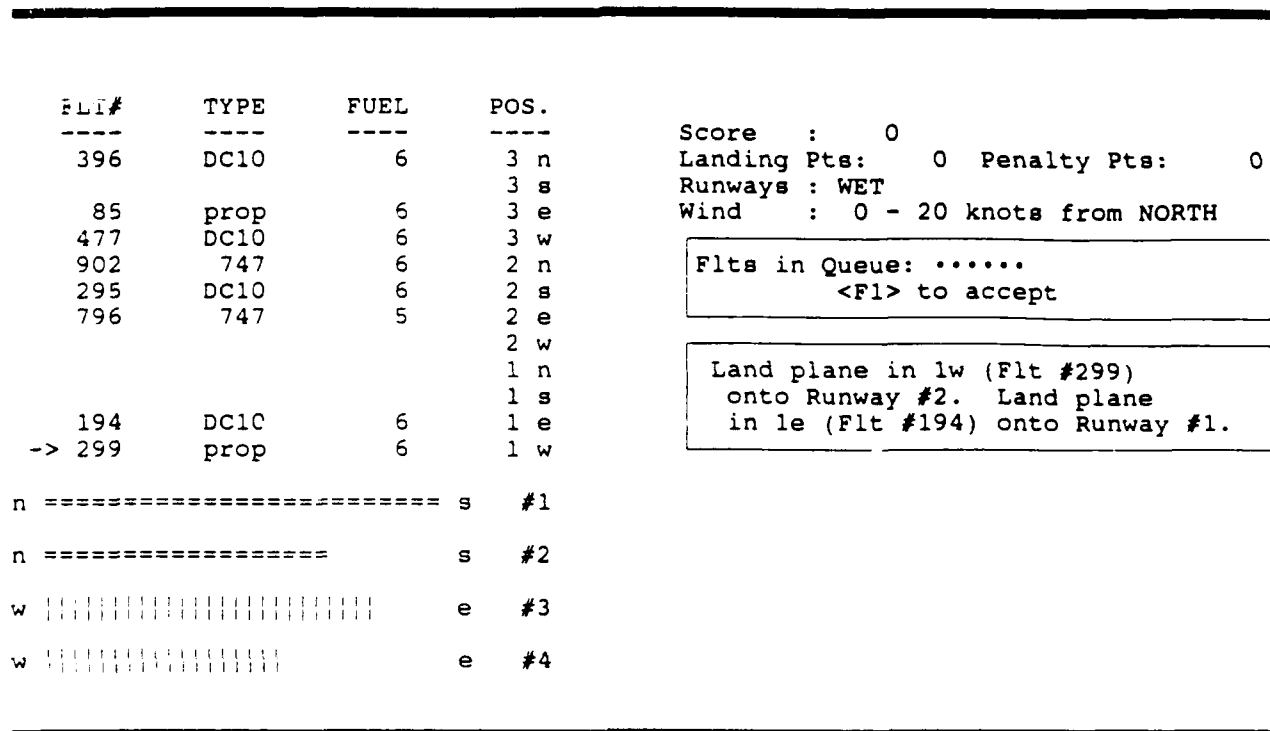 FLT# TYPE FUEL POS.
---- ---- ---- ----
396 DC10 6 3 n
3 s
85 prop 6 3 e
477 DC10 6 3 w
902 747 6 2 n
295 DC10 6 2 s
796 747 5 2 e
2 w
1 n
1 s
194 DC10 6 1 e
-> 299 prop 6 1 w
n ========================= s #1
n ================== s #2
w ||||||||||||||||||||||||| e #3
w |||||||||||||||||| e #4
Score : 0
Landing Pts: 0 Penalty Pts: 0
Runways : WET
Wind : 0 - 20 knots from NORTH
Flts in Queue: ••••••
<F1> to accept
Land plane in 1w (Flt #299)
onto Runway #2. Land plane
in 1e (Flt #194) onto Runway #1.